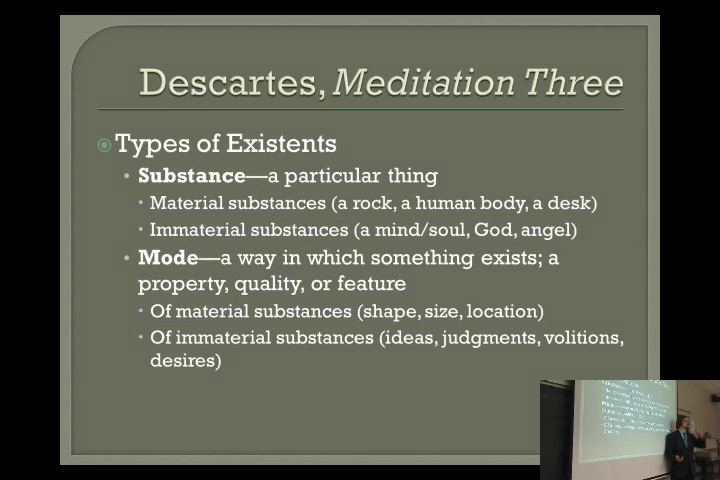 Descartes, Meditation Three
Types of Existents
Substance—a particular thing
Material substances (a rock, a human body, a desk)
Immaterial substances (a mind/soul, God, angel)
Mode—a way in which something exists; a
property, quality, or feature
Of material substances (shape, size, location)
Of immaterial substances (ideas, judgments, volitions,
desires)